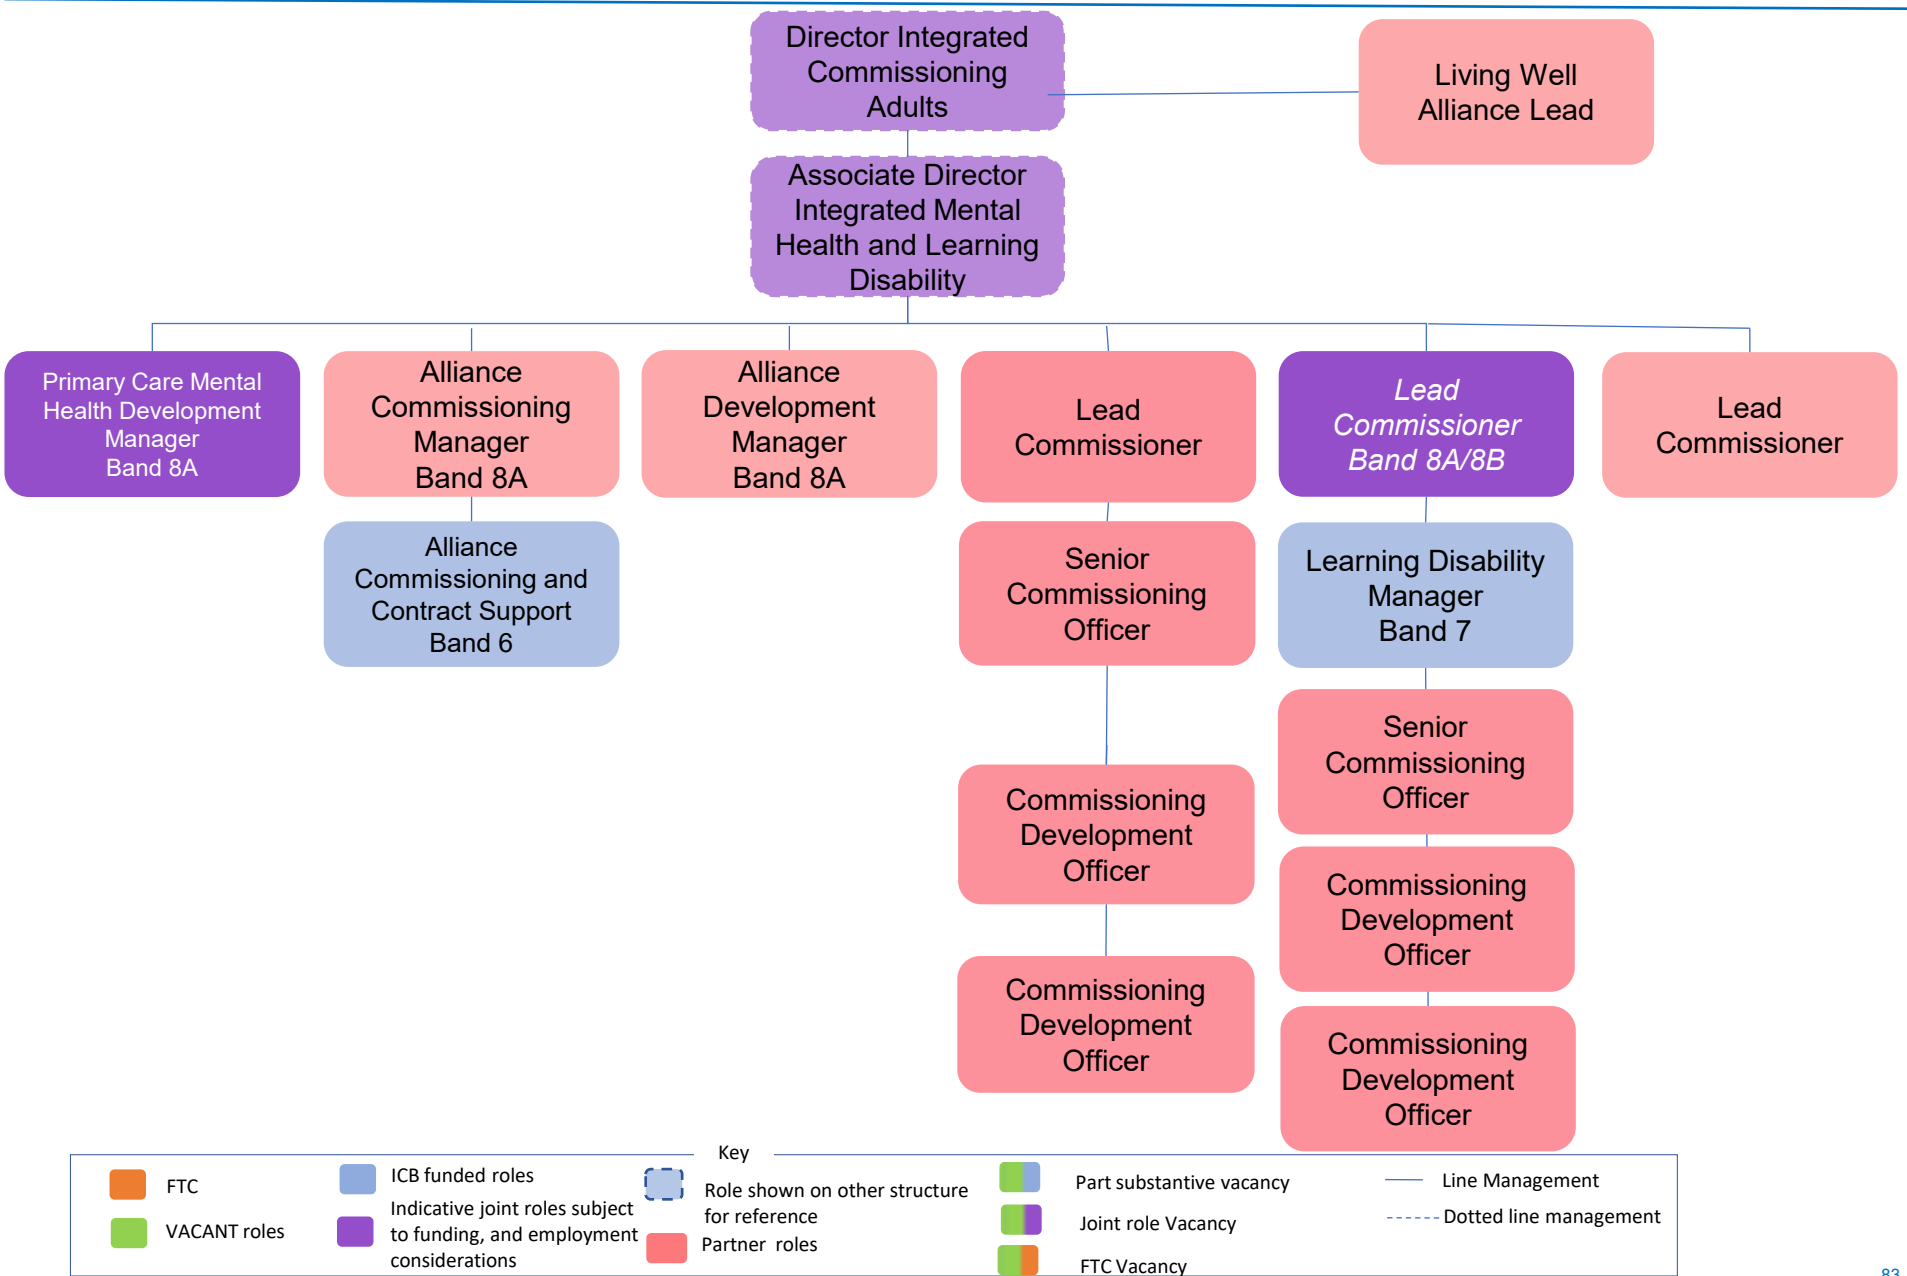 Director Integrated
Commissioning
Adults
Living Well
Alliance Lead
Associate Director
Integrated Mental
Health and Learning
Disability
Primary Care Mental
Health Development
Manager
Band 8A
Alliance
Commissioning
Manager
Band 8A
Alliance
Development
Manager
Band 8A
Lead
Commissioner
Lead
Commissioner
Band 8A/8B
Lead
Commissioner
Alliance
Commissioning and
Contract Support
Band 6
Senior
Commissioning
Officer
Learning Disability
Manager
Band 7
Senior
Commissioning
Officer
Commissioning
Development
Officer
Commissioning
Development
Officer
Commissioning
Development
Officer
Commissioning
Development
Officer
Key
FTC
VACANT roles
ICB funded roles
Indicative joint roles subject
to funding, and employment
considerations
Role shown on other structure
for reference
Partner roles
Part substantive vacancy
Joint role Vacancy
FTC Vacancy
Line Management
Dotted line management
83